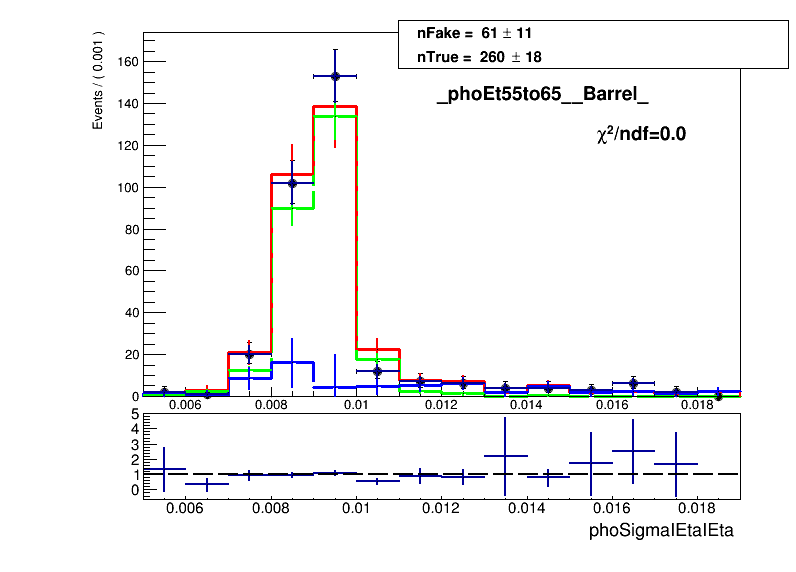 nFake = 61 ± 11
nTrue = 260 ± 18
Events / ( 0.001 )
_phoEt55to65__Barrel_
χ²/ndf=0.0
160
140
120
100
80
60
40
20
0
0.006 0.008 0.01 0.012 0.014 0.016 0.018
5
4
3
2
1
0
0.006 0.008 0.01 0.012 0.014 0.016 0.018
phoSigmaIEtaIEta